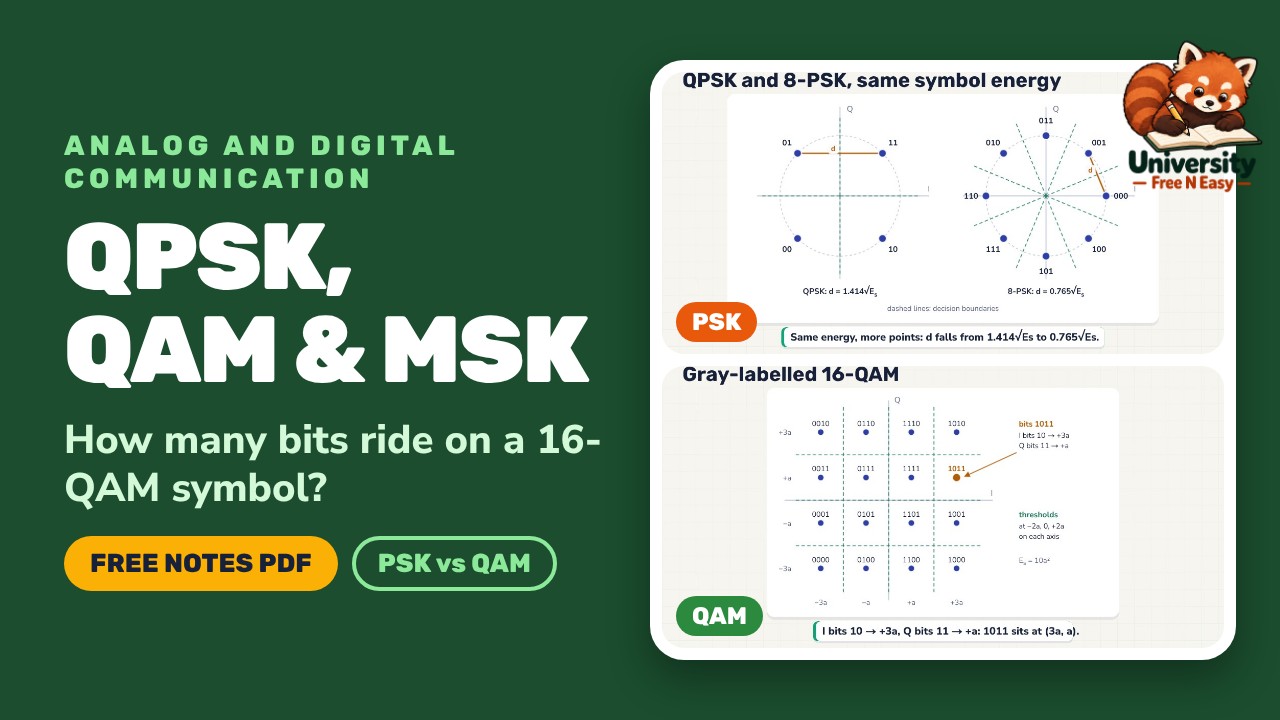 ANALOG AND DIGITAL
COMMUNICATION
QPSK,
QAM & MSK
How many bits ride on a 16-
QAM symbol?
FREE NOTES PDF
PSK vs QAM
QPSK and 8-PSK, same symbol energy
Q
01
11
d
00
10
I
QPSK: d = 1.414√Es
Q
011
010
001
d
110
000
111
100
101
8-PSK: d = 0.765√Es
dashed lines: decision boundaries
PSK
Same energy, more points: d falls from 1.414√Es to 0.765√Es.
University
Free N Easy
Gray-labelled 16-QAM
Q
+3a
0010
0110
1110
1010
+a
0011
0111
1111
1011
I
−a
0001
0101
1101
1001
−3a
0000
0100
1100
1000
−3a
−a
+a
+3a
bits 1011
I bits 10 → +3a
Q bits 11 → +a
thresholds
at −2a, 0, +2a
on each axis
Es = 10a²
QAM
I bits 10 → +3a, Q bits 11 → +a: 1011 sits at (3a, a).